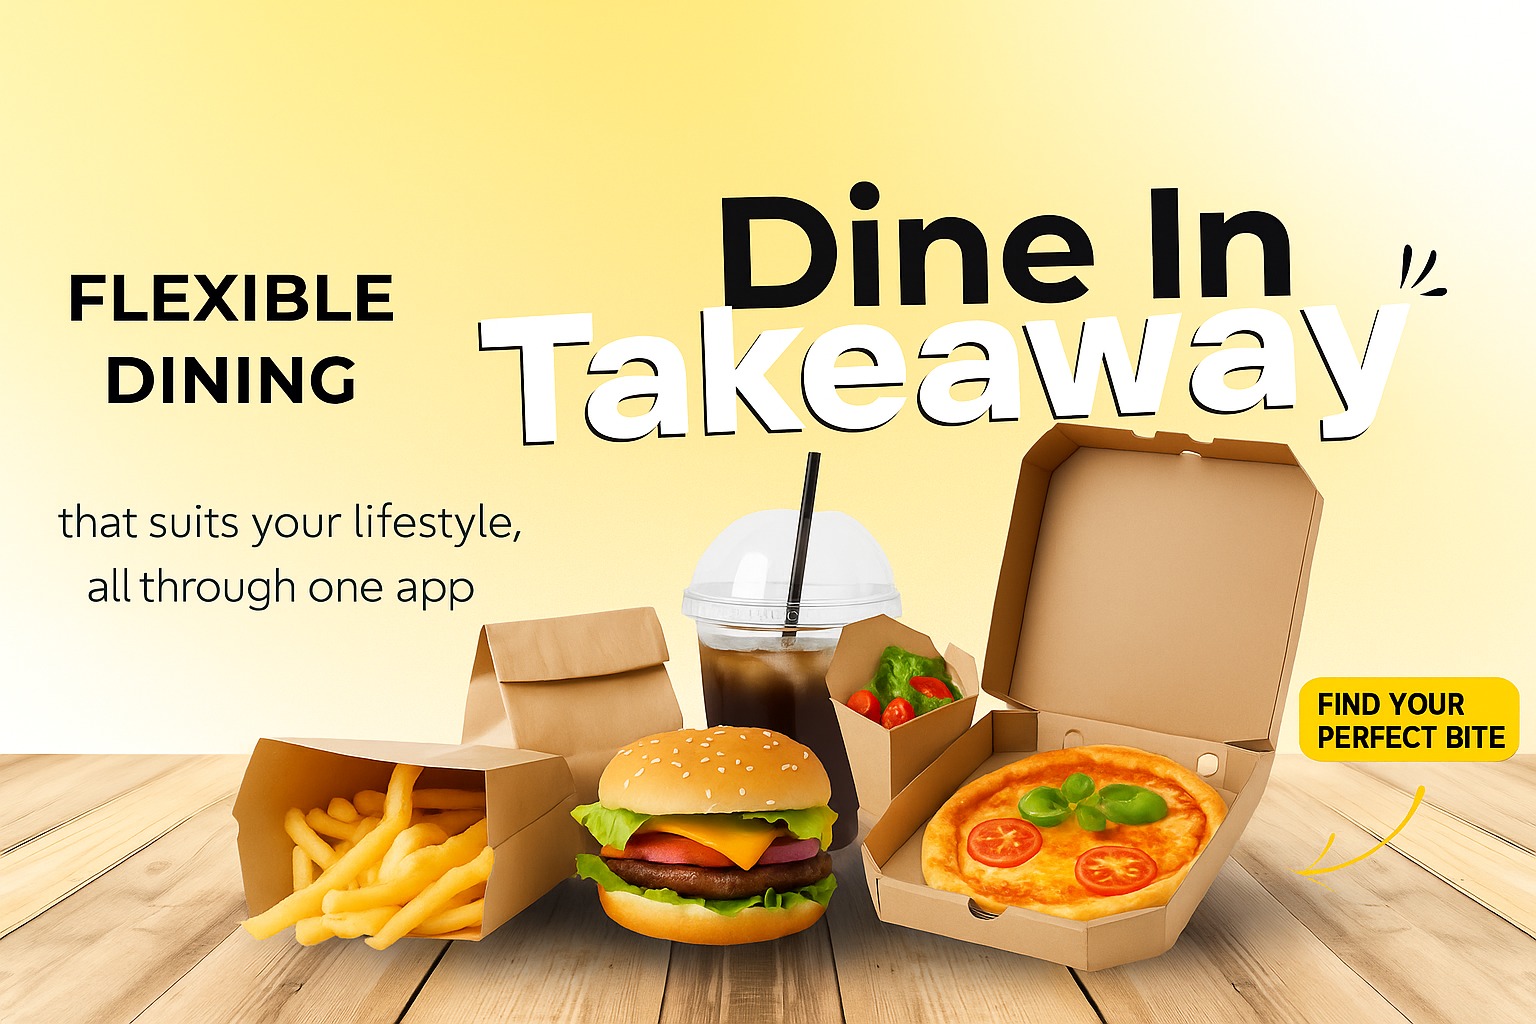 FLEXIBLE
DINING
that suits your lifestyle,
all through one app
Dine In
Takeaway
FIND YOUR
PERFECT BITE